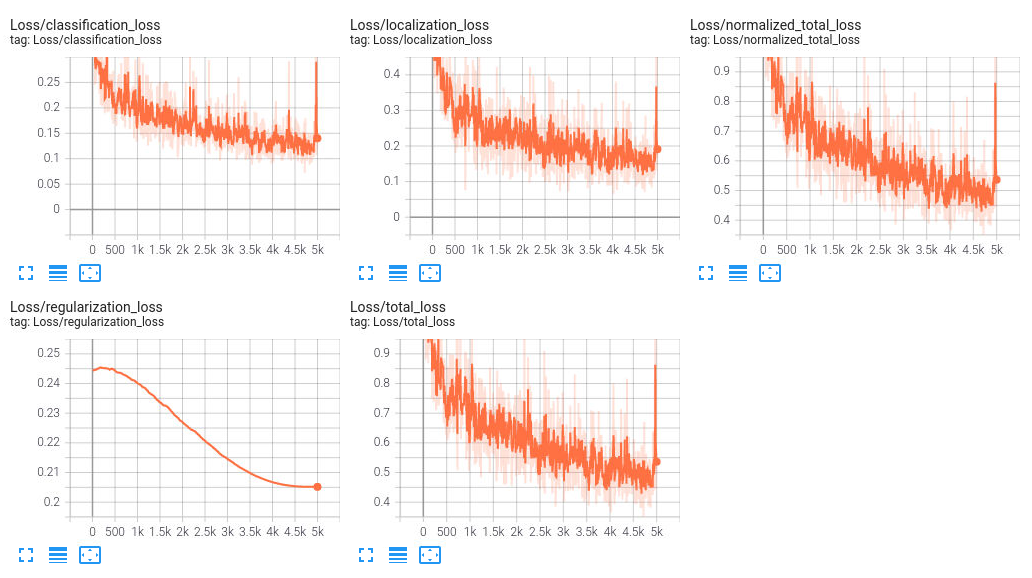 Loss/classification_loss
tag: Loss/classification_loss
0.25
0.2
0.15
0.1
0.05
0
0 500 1k 1.5k 2k 2.5k 3k 3.5k 4k 4.5k 5k
Loss/localization_loss
tag: Loss/localization_loss
0.4
0.3
0.2
0.1
0
0 500 1k 1.5k 2k 2.5k 3k 3.5k 4k 4.5k 5k
Loss/normalized_total_loss
tag: Loss/normalized_total_loss
0.9
0.8
0.7
0.6
0.5
0.4
0 500 1k 1.5k 2k 2.5k 3k 3.5k 4k 4.5k 5k
Loss/regularization_loss
tag: Loss/regularization_loss
0.25
0.24
0.23
0.22
0.21
0.2
0 500 1k 1.5k 2k 2.5k 3k 3.5k 4k 4.5k 5k
Loss/total_loss
tag: Loss/total_loss
0.9
0.8
0.7
0.6
0.5
0.4
0 500 1k 1.5k 2k 2.5k 3k 3.5k 4k 4.5k 5k